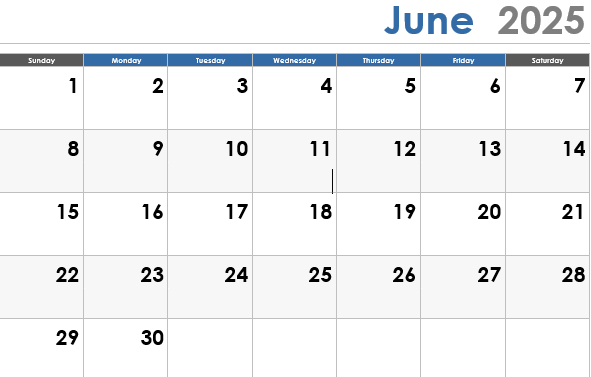 June 2025
Sunday Monday Tuesday Wednesday Thursday Friday Saturday
1 2 3 4 5 6 7
8 9 10 11 12 13 14
15 16 17 18 19 20 21
22 23 24 25 26 27 28
29 30